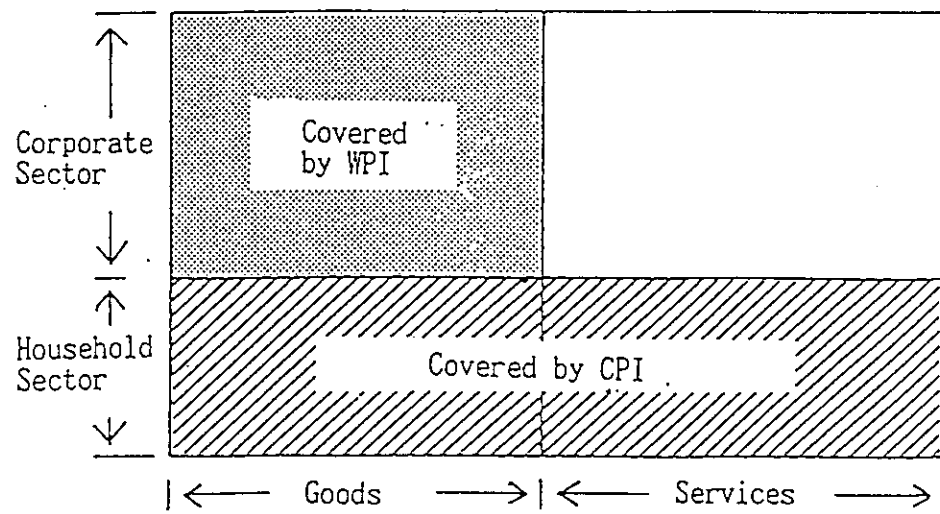 Corporate
Sector
Covered
by WPI
Household
Sector
Covered by CPI
Goods
Services